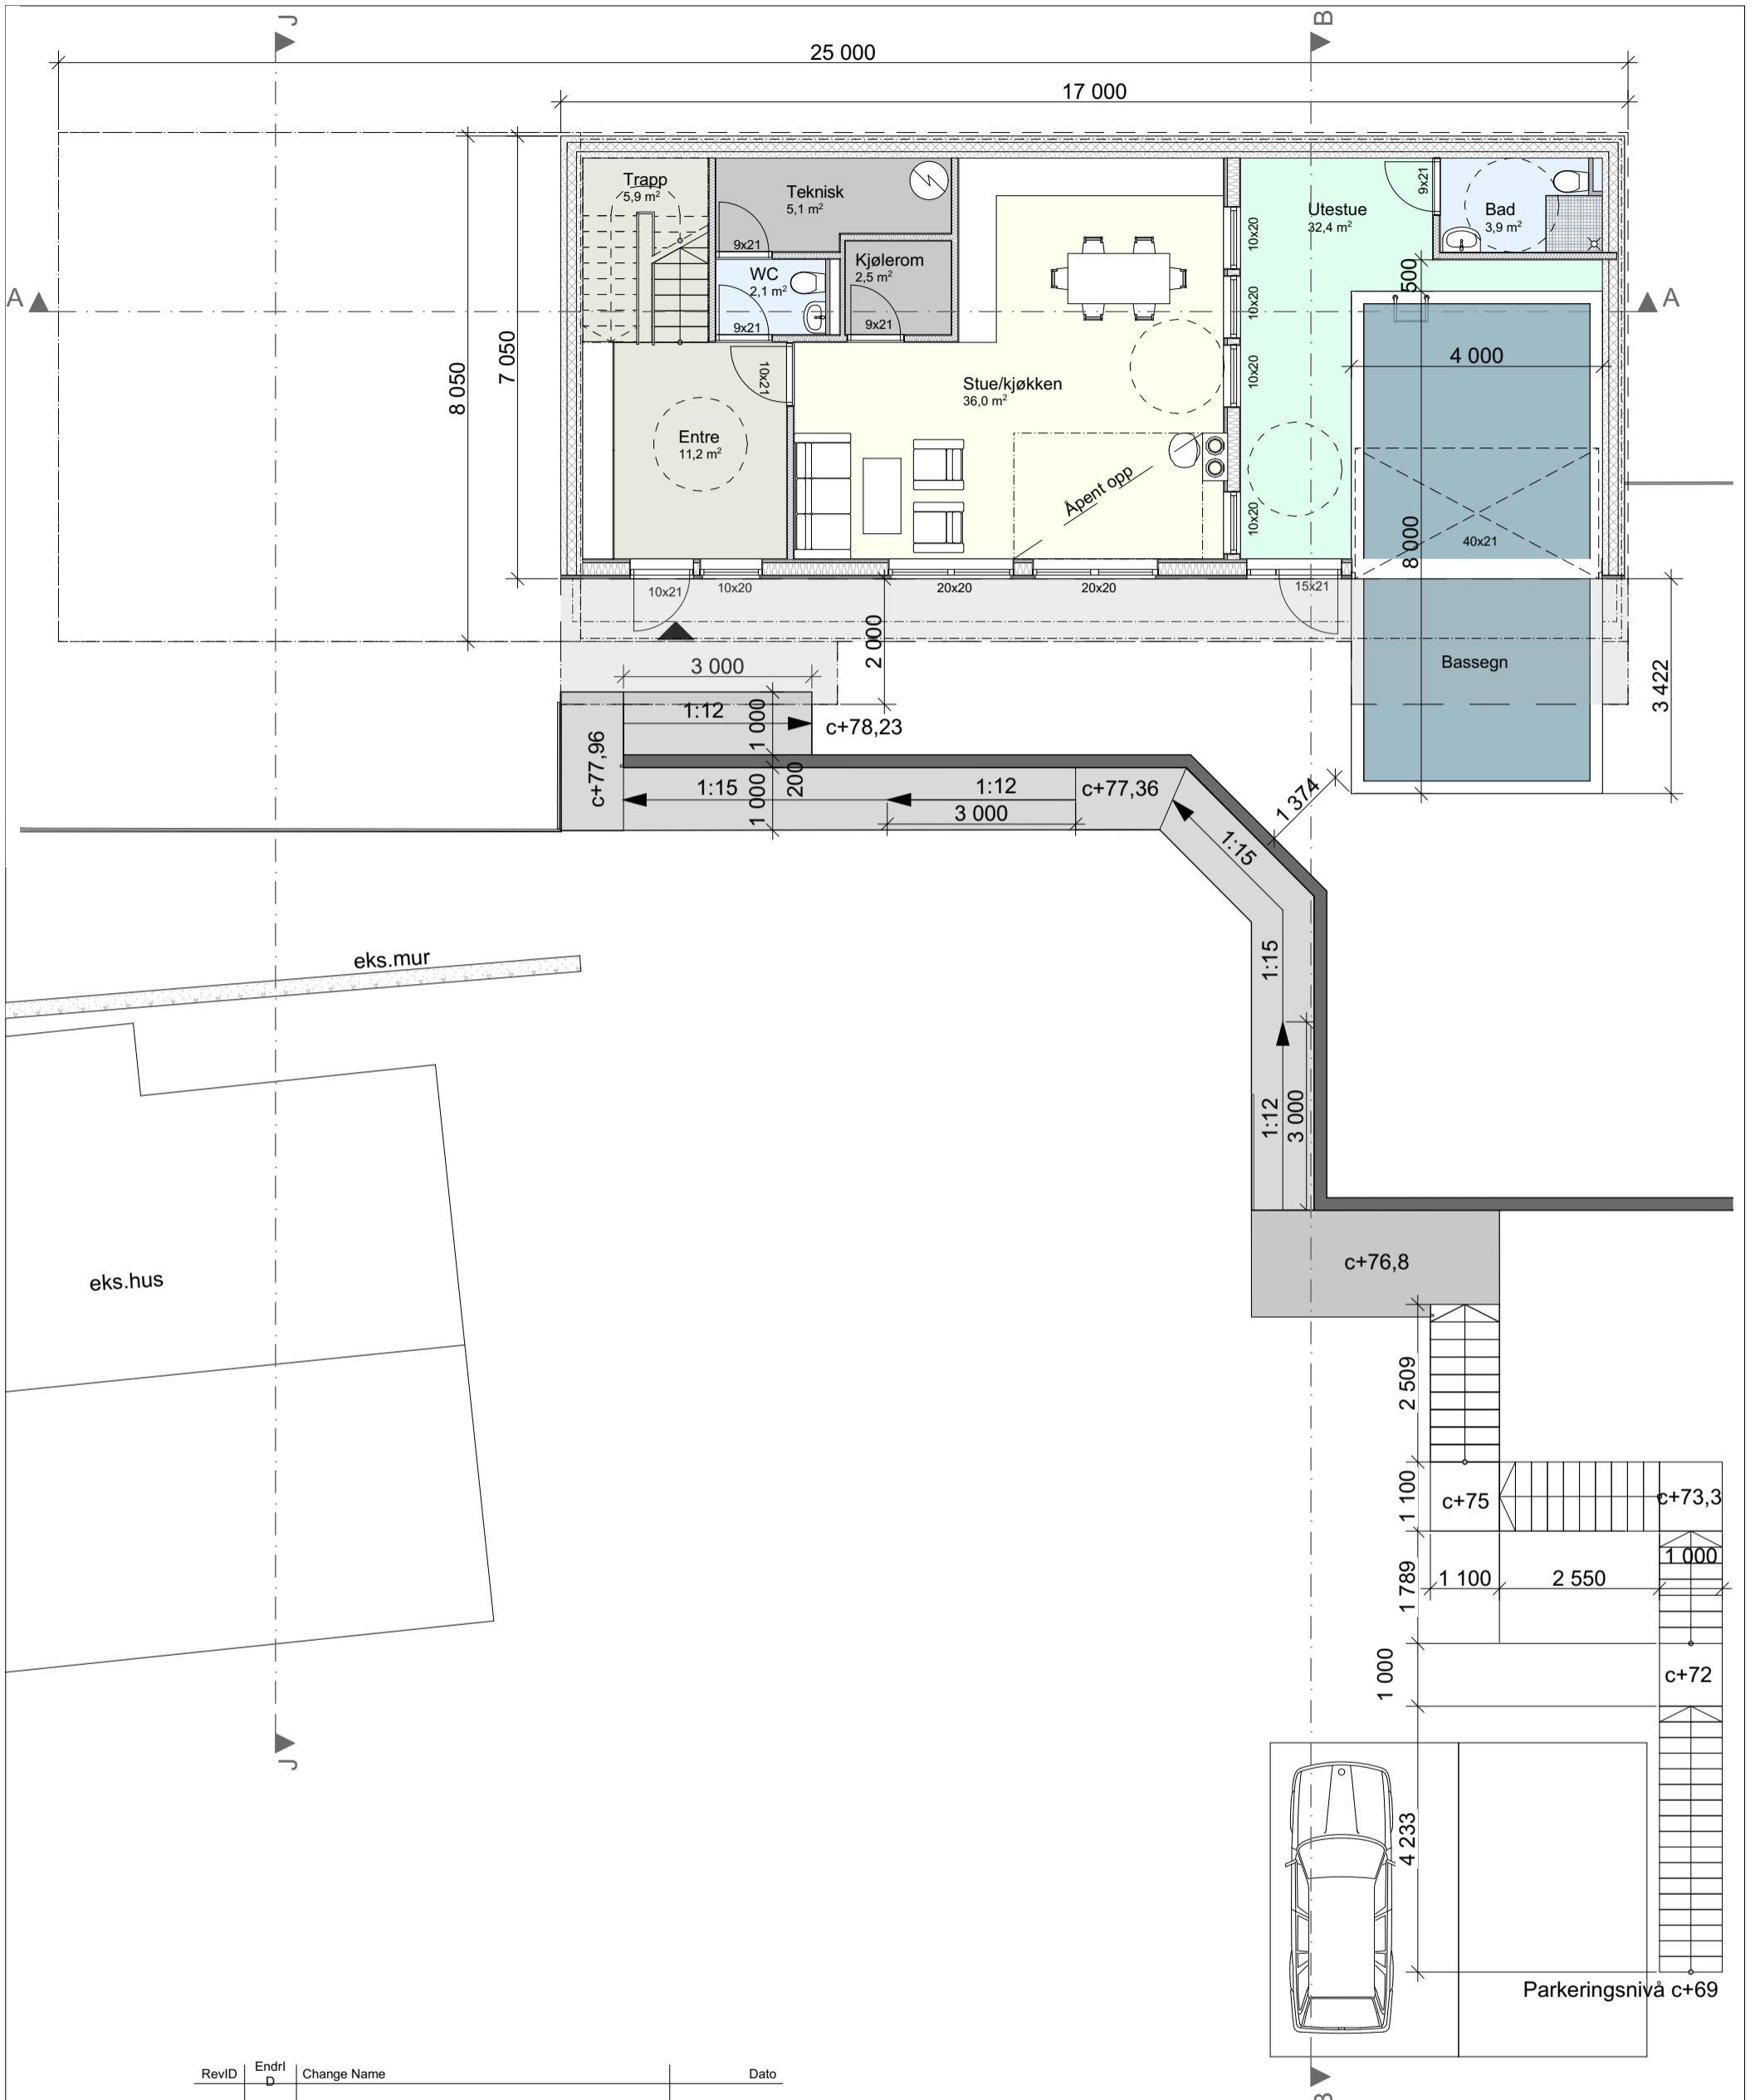 J
B
25 000
17 000
Trapp
5,9 m²
Teknisk
5,1 m²
9x21
Utestue
32,4 m²
9x21
Bad
3,9 m²
10x20
WC
2,1 m²
Kjølerom
2,5 m²
500
A
A
9x21
9x21
10x20
7 050
8 050
10x21
Stue/kjøkken
36,0 m²
10x20
4 000
Entre
11,2 m²
Åpent opp
10x20
8 000
40x21
10x21
10x20
20x20
20x20
15x21
2 000
Bassegn
3 422
3 000
1:12
1 000
c+78,23
c+77,96
200
1:15
1 000
1:12
3 000
c+77,36
1 374
1:15
1:15
eks.mur
1:12
3 000
eks.hus
c+76,8
2 509
1 100
c+75
c+73,3
1 789
1 100
2 550
1 000
1 000
c+72
J
4 233
Parkeringsnivå c+69
RevID
EndrI
D
Change Name
Dato
B